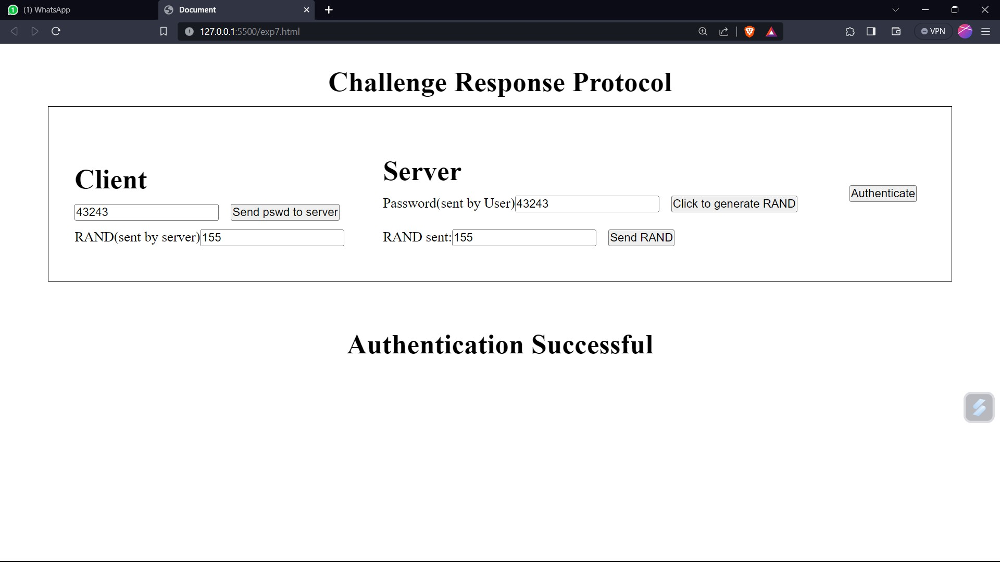 (1) WhatsApp
Document
127.0.0.1:5500/exp7.html
VPN
Challenge Response Protocol
Client
43243 Send pswd to server
RAND(sent by server) 155
Server
Password(sent by User) 43243 Click to generate RAND
RAND sent: 155 Send RAND
Authenticate
Authentication Successful